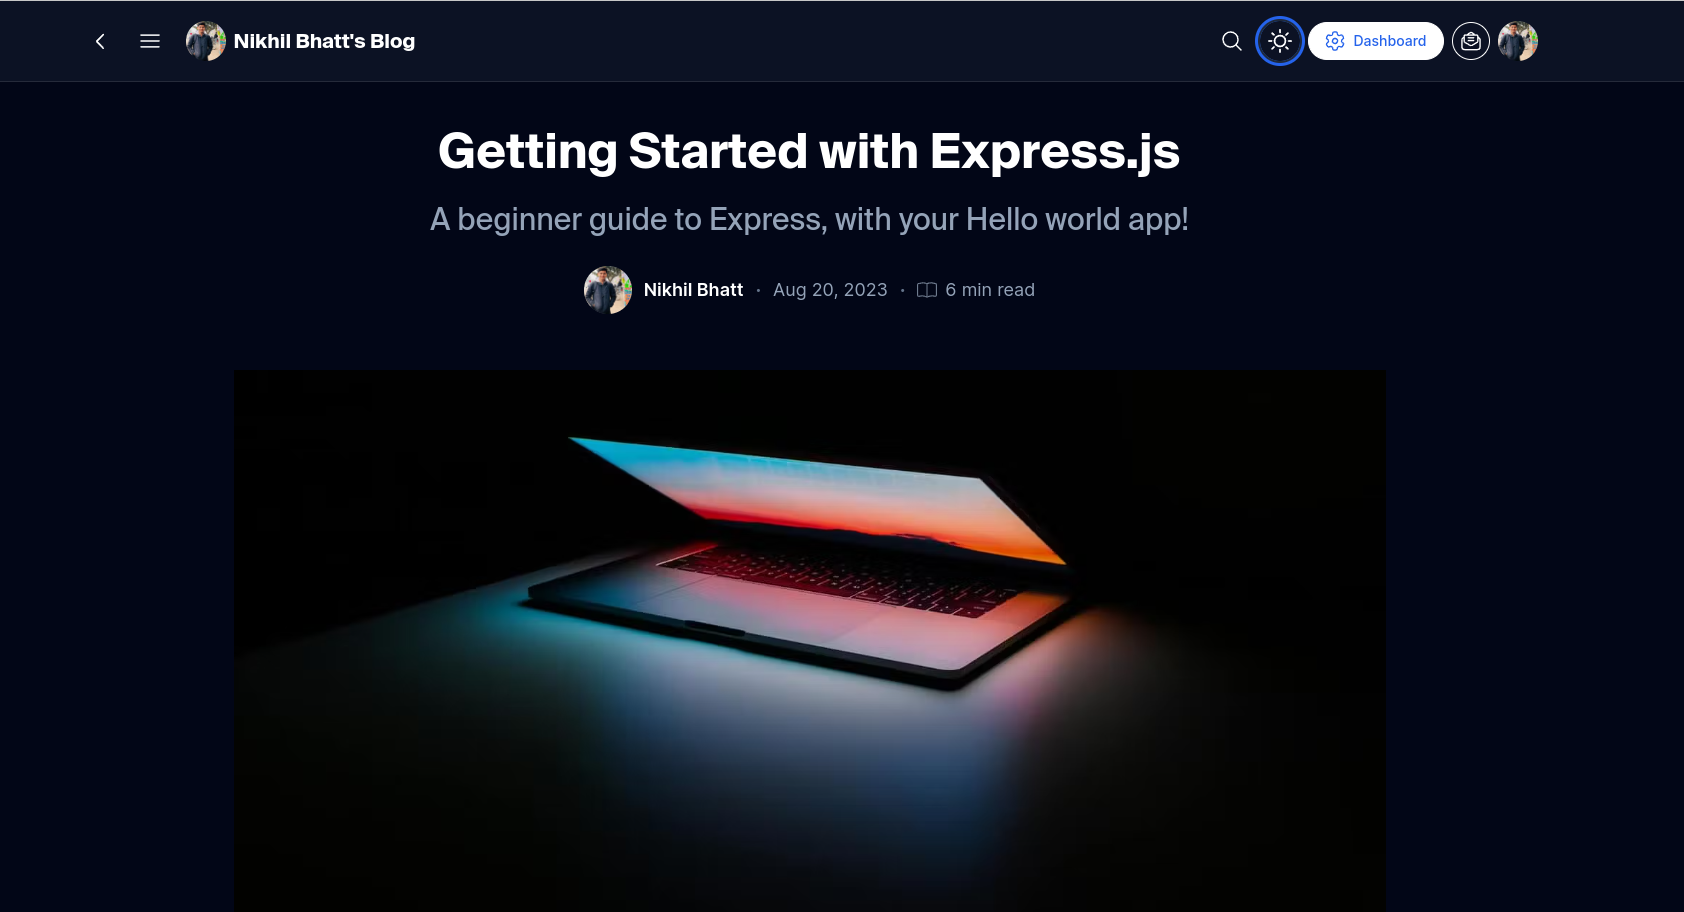 Nikhil Bhatt's Blog
Dashboard
Getting Started with Express.js
A beginner guide to Express, with your Hello world app!
Nikhil Bhatt · Aug 20, 2023 · 6 min read